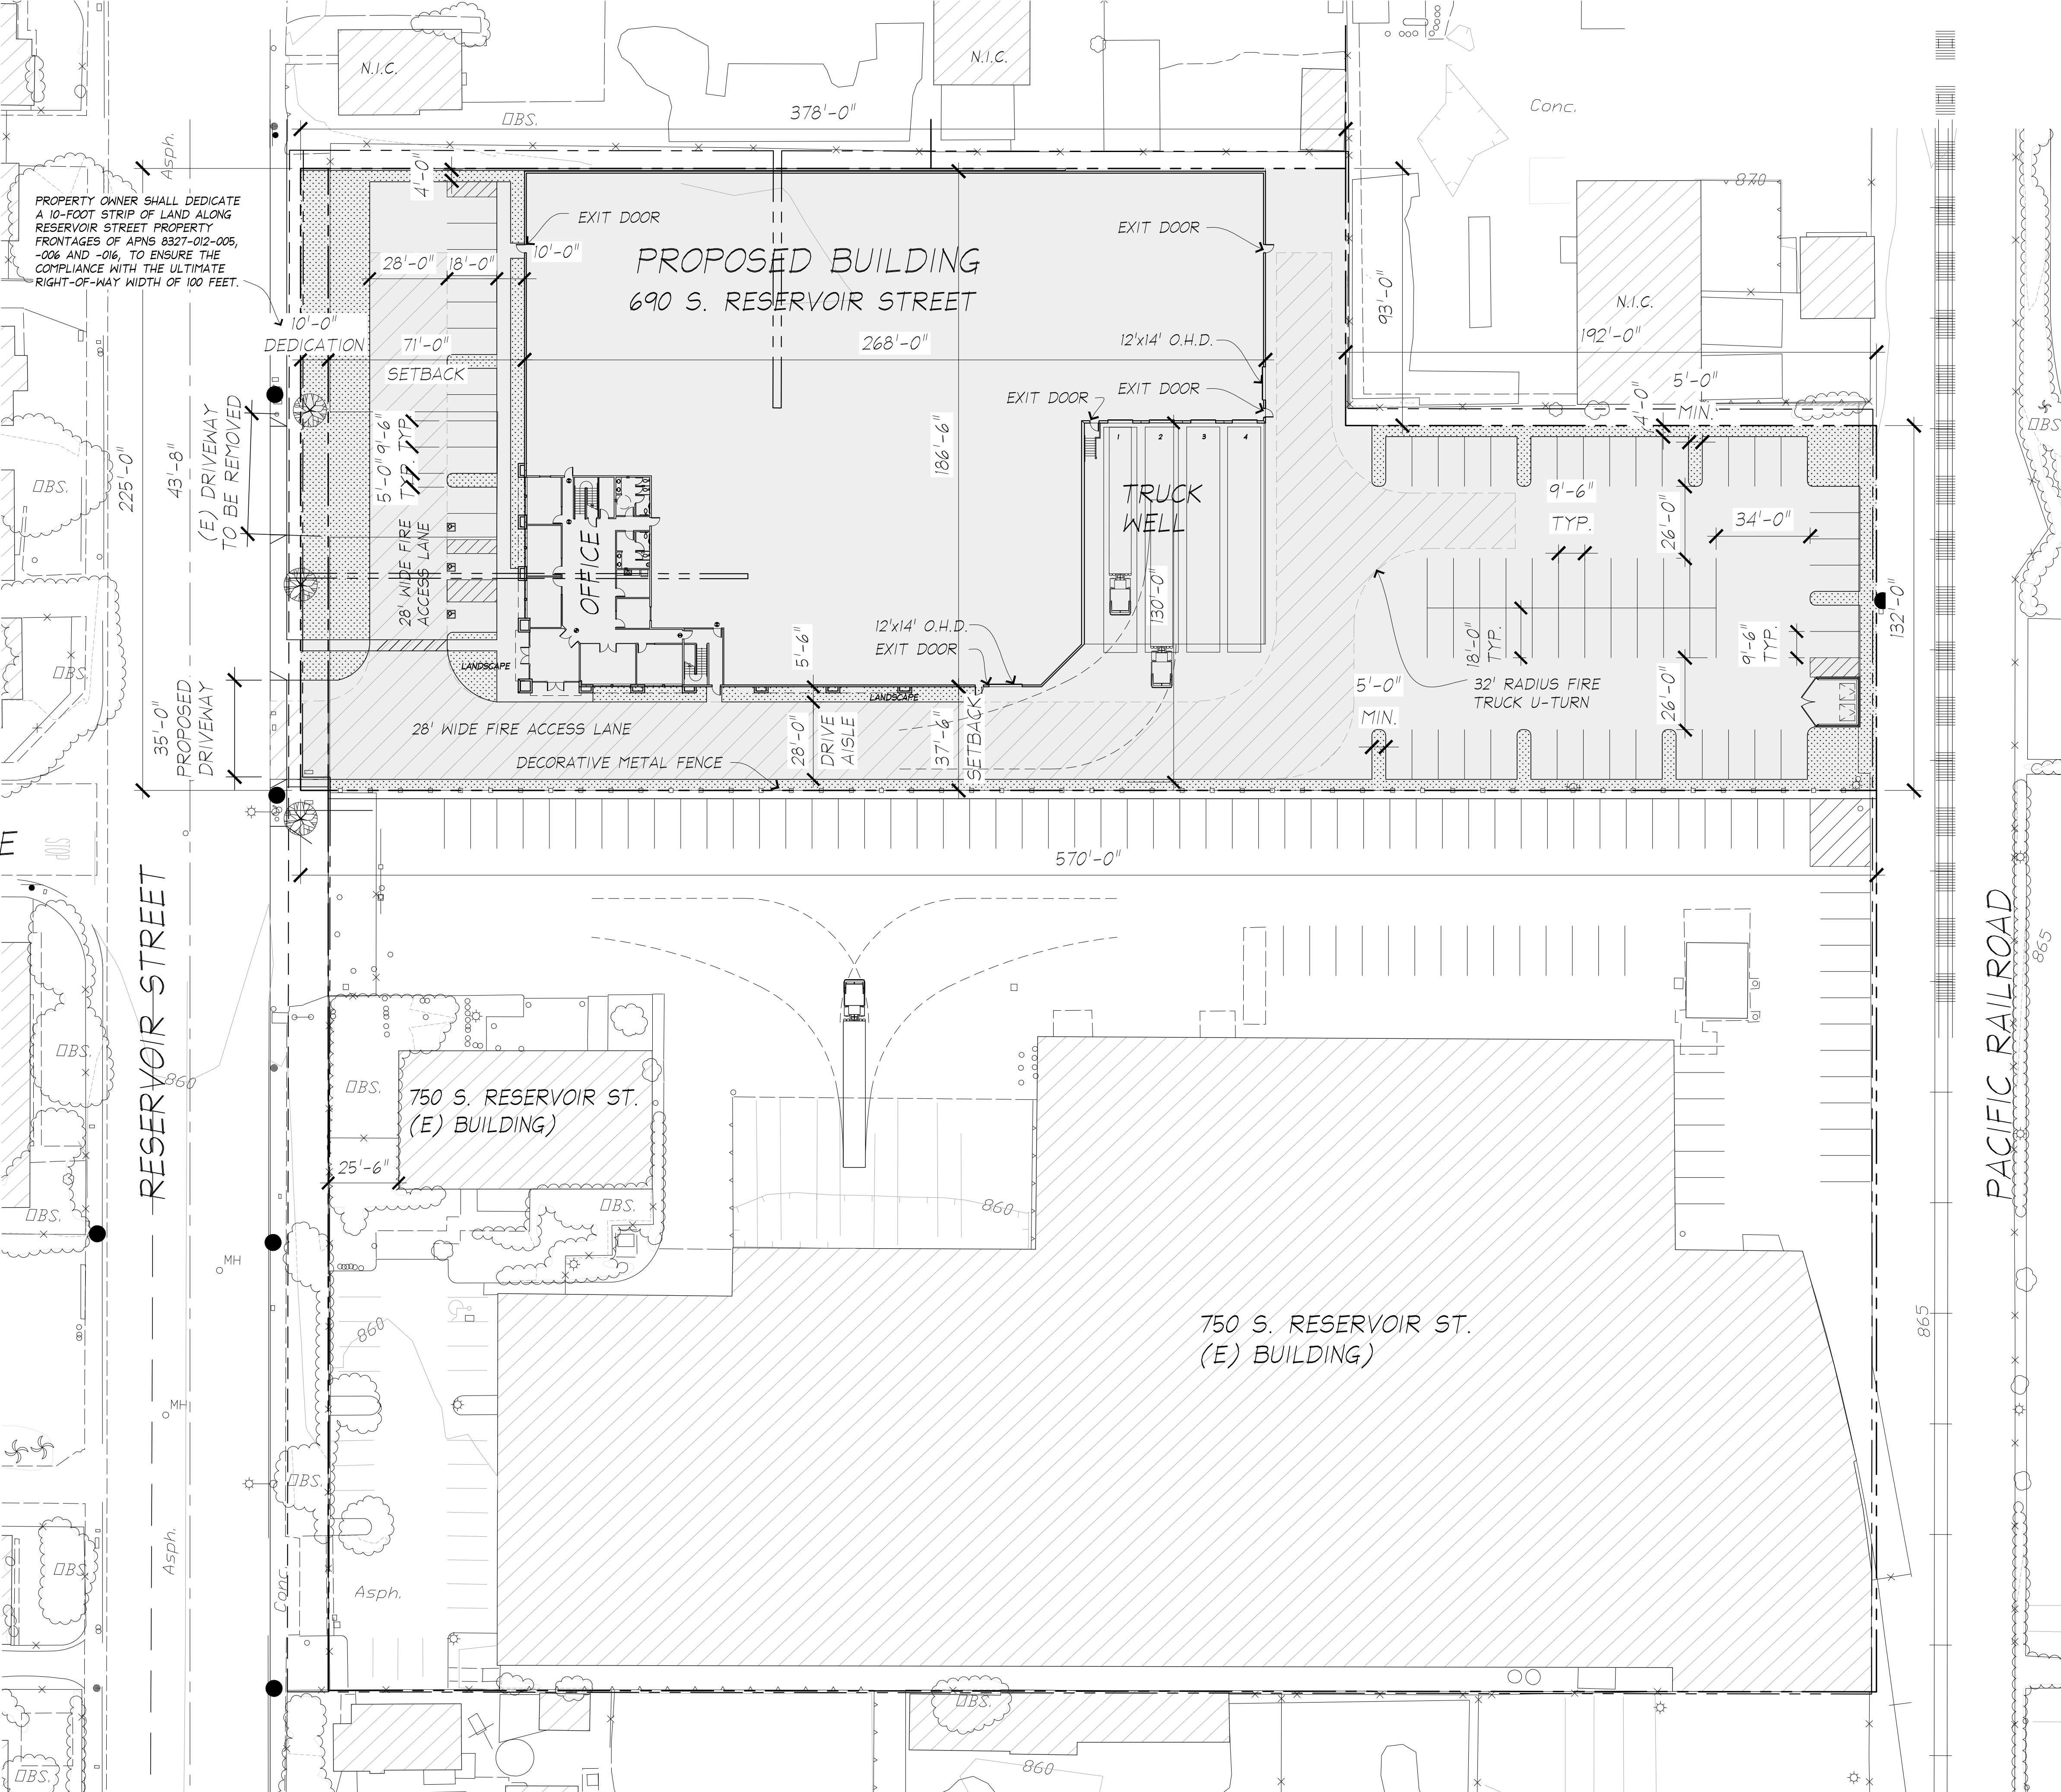 N.I.C.
N.I.C.
Conc.
OBS.
378'-0"
Asph.
870
4'-0"
PROPERTY OWNER SHALL DEDICATE
A 10-FOOT STRIP OF LAND ALONG
RESERVOIR STREET PROPERTY
FRONTAGES OF APNS 8327-012-005,
-006 AND -016, TO ENSURE THE
COMPLIANCE WITH THE ULTIMATE
RIGHT-OF-WAY WIDTH OF 100 FEET.
EXIT DOOR
EXIT DOOR
10'-0"
28'-0"
18'-0"
PROPOSED BUILDING
690 S. RESERVOIR STREET
93'-0"
N.I.C.
10'-0"
DEDICATION
71'-0"
SETBACK
268'-0"
12'x14' O.H.D.
192'-0"
EXIT DOOR
EXIT DOOR
5'-0"
MIN.
4'-0"
(E) DRIVEWAY
TO BE REMOVED
225'-0"
43'-8"
9'-6"
TYP.
5'-0"
TYP.
186'-6"
1
2
3
4
OBS.
OBS.
TRUCK
WELL
9'-6"
TYP.
26'-0"
34'-0"
28' WIDE FIRE
ACCESS LANE
OFFICE
130'-0"
132'-0"
12'x14' O.H.D.
EXIT DOOR
5'-6"
18'-0"
TYP.
9'-6"
TYP.
OBS.
LANDSCAPE
LANDSCAPE
32' RADIUS FIRE
TRUCK U-TURN
5'-0"
MIN.
26'-0"
35'-0"
PROPOSED
DRIVEWAY
28' WIDE FIRE ACCESS LANE
28'-0"
DRIVE
AISLE
37'-6"
SETBACK
DECORATIVE METAL FENCE
E
STOP
570'-0"
RESERVOIR STREET
PACIFIC RAILROAD
865
OBS.
860
OBS.
750 S. RESERVOIR ST.
(E) BUILDING)
25'-6"
OBS.
OBS.
860
MH
865
750 S. RESERVOIR ST.
(E) BUILDING)
860
MH
OBS.
Asph.
OBS.
Conc
Asph.
OBS.
OBS.
860